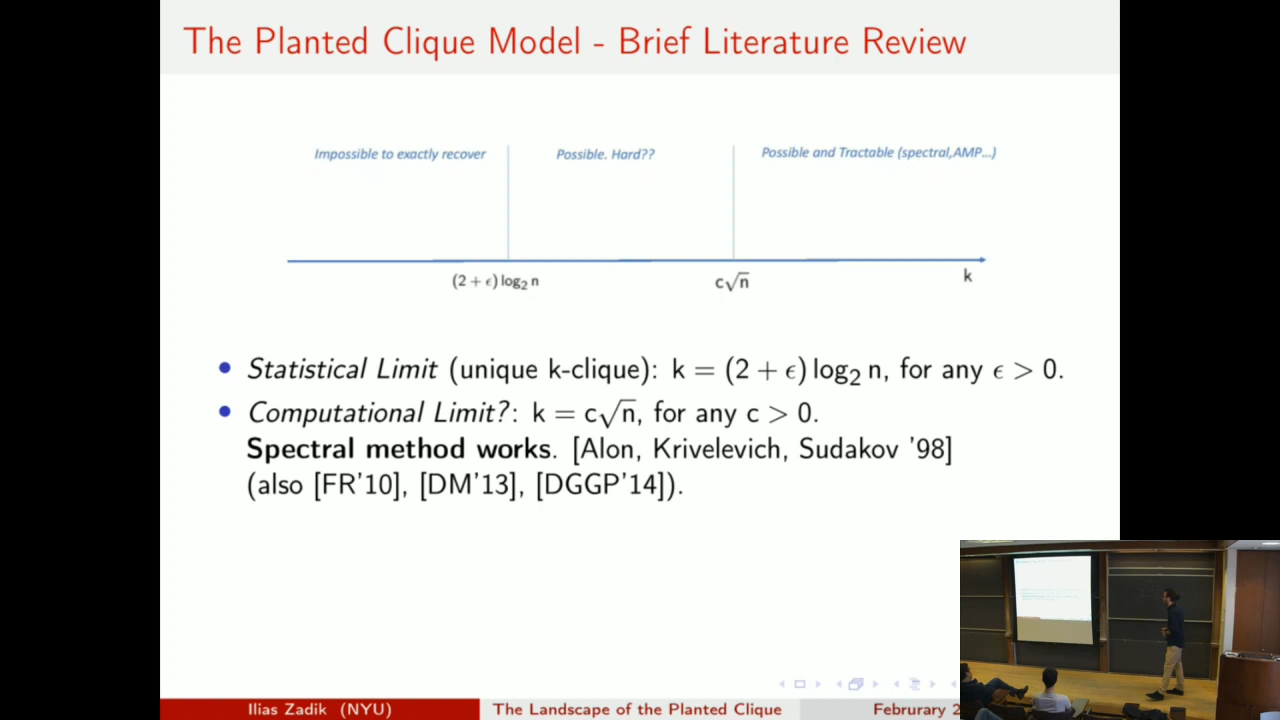 The Planted Clique Model - Brief Literature Review
Impossible to exactly recover
Possible. Hard??
Possible and Tractable (spectral,AMP...)
(2 + ϵ) log₂ n
c√n
k
• Statistical Limit (unique k-clique): k = (2 + ϵ) log₂ n, for any ϵ > 0.
• Computational Limit?: k = c√n, for any c > 0.
Spectral method works. [Alon, Krivelevich, Sudakov '98]
(also [FR'10], [DM'13], [DGGP'14]).
Ilias Zadik (NYU)
The Landscape of the Planted Clique
Februrary 2